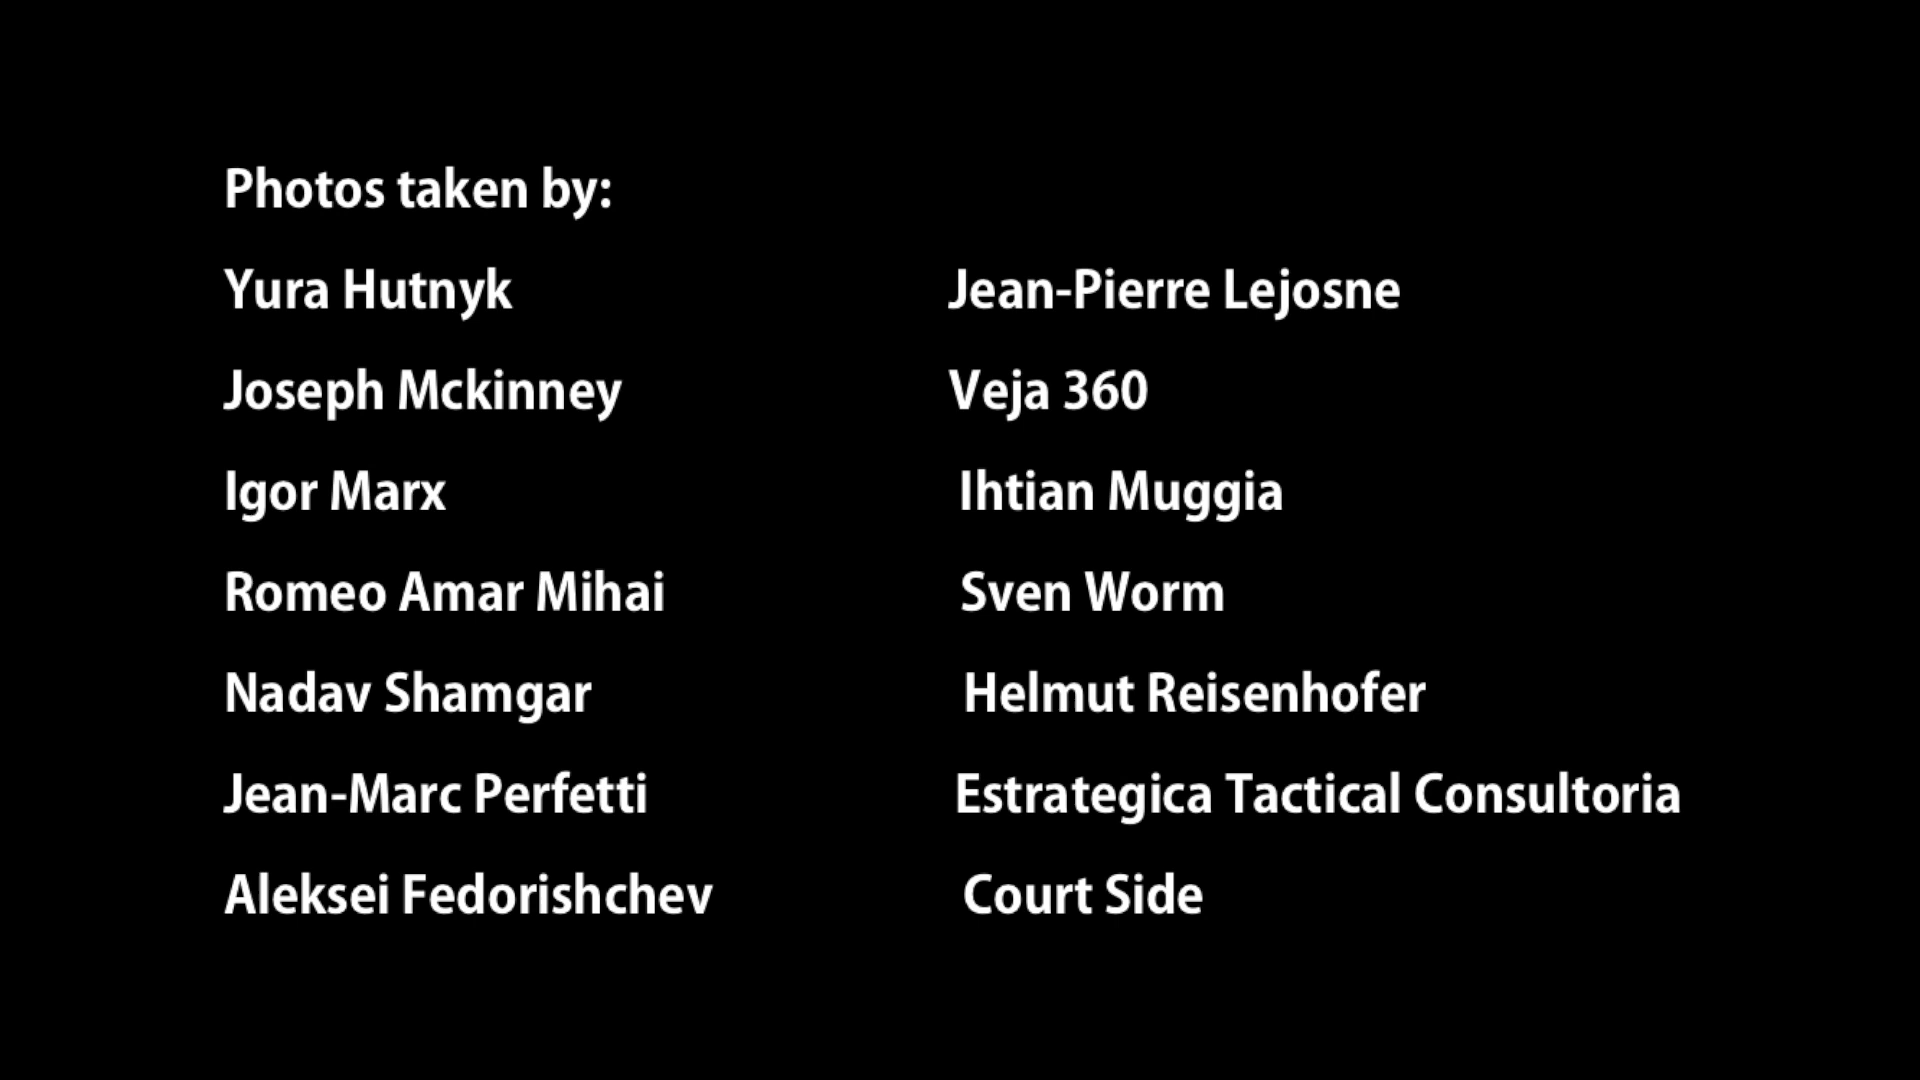 Photos taken by:
Yura Hutnyk
Joseph Mckinney
Igor Marx
Romeo Amar Mihai
Nadav Shamgar
Jean-Marc Perfetti
Aleksei Fedorishchev
Jean-Pierre Lejosne
Veja 360
Ihtian Muggia
Sven Worm
Helmut Reisenhofer
Estrategica Tactical Consultoria
Court Side